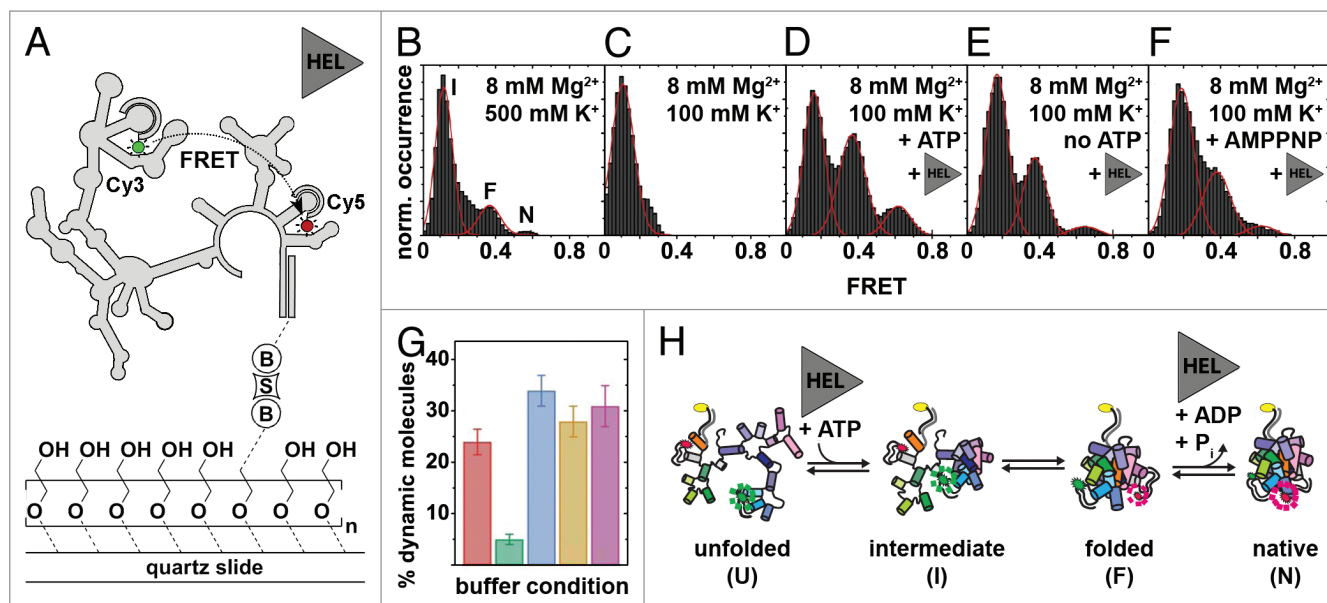 A
HEL
FRET
Cy3
Cy5
B
S
B
OH OH OH OH OH OH OH
O O O O O O O
n
quartz slide
B
I
8 mM Mg²⁺
500 mM K⁺
F
N
C
8 mM Mg²⁺
100 mM K⁺
D
8 mM Mg²⁺
100 mM K⁺
+ ATP
+ HEL
E
8 mM Mg²⁺
100 mM K⁺
no ATP
+ HEL
F
8 mM Mg²⁺
100 mM K⁺
+ AMPPNP
+ HEL
norm. occurrence
0 0.4 0.8 0 0.4 0.8 0 0.4 0.8 0 0.4 0.8 0 0.4 0.8
FRET
G
% dynamic molecules
40
30
20
10
buffer condition
H
HEL
+ ATP
HEL
+ ADP
+ Pᵢ
unfolded
(U)
intermediate
(I)
folded
(F)
native
(N)